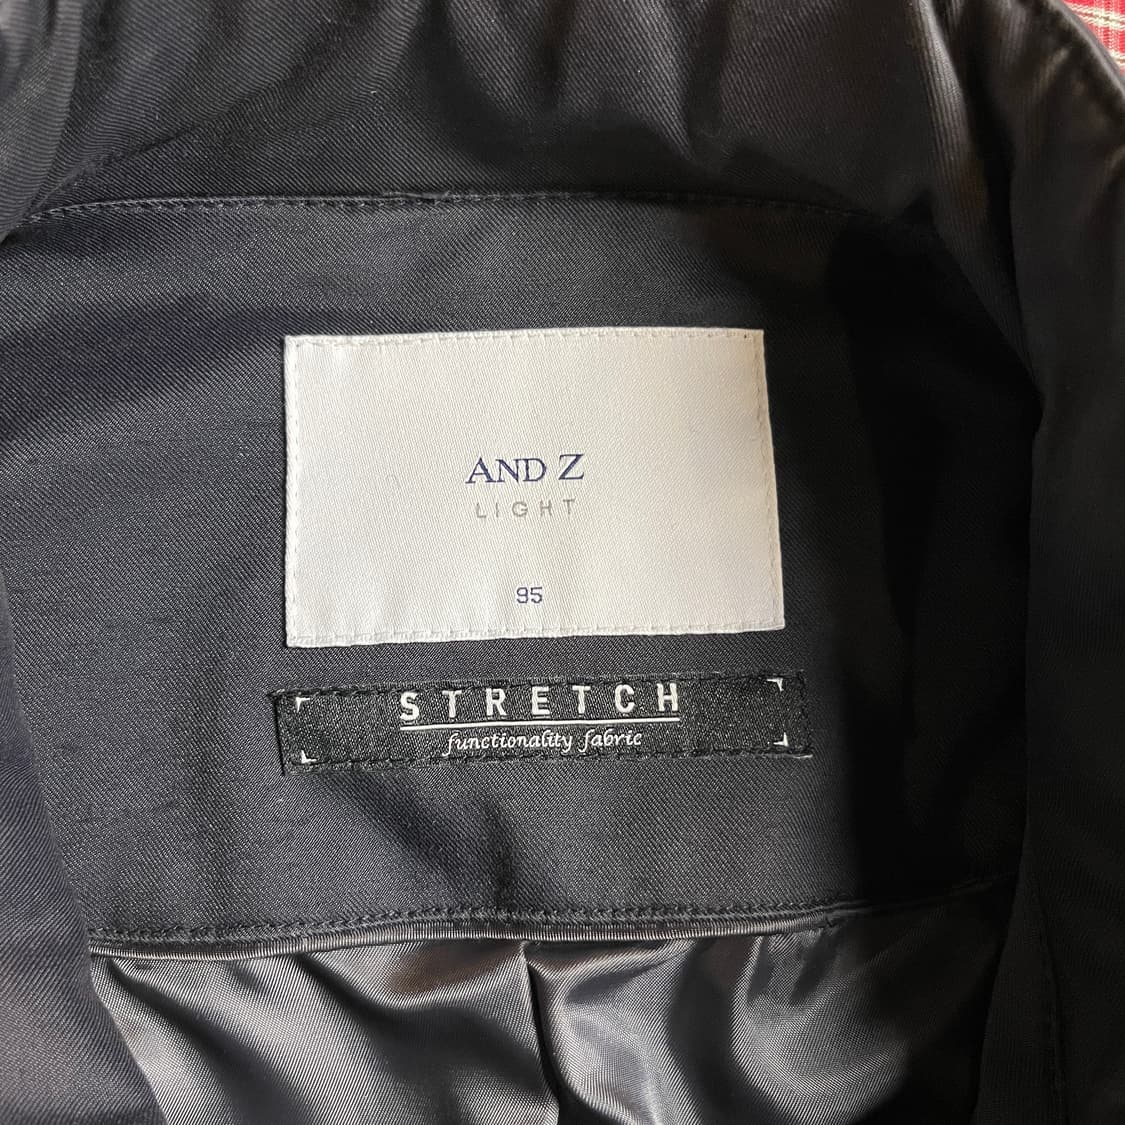 AND Z
LIGHT
95
STRETCH
functionality fabric